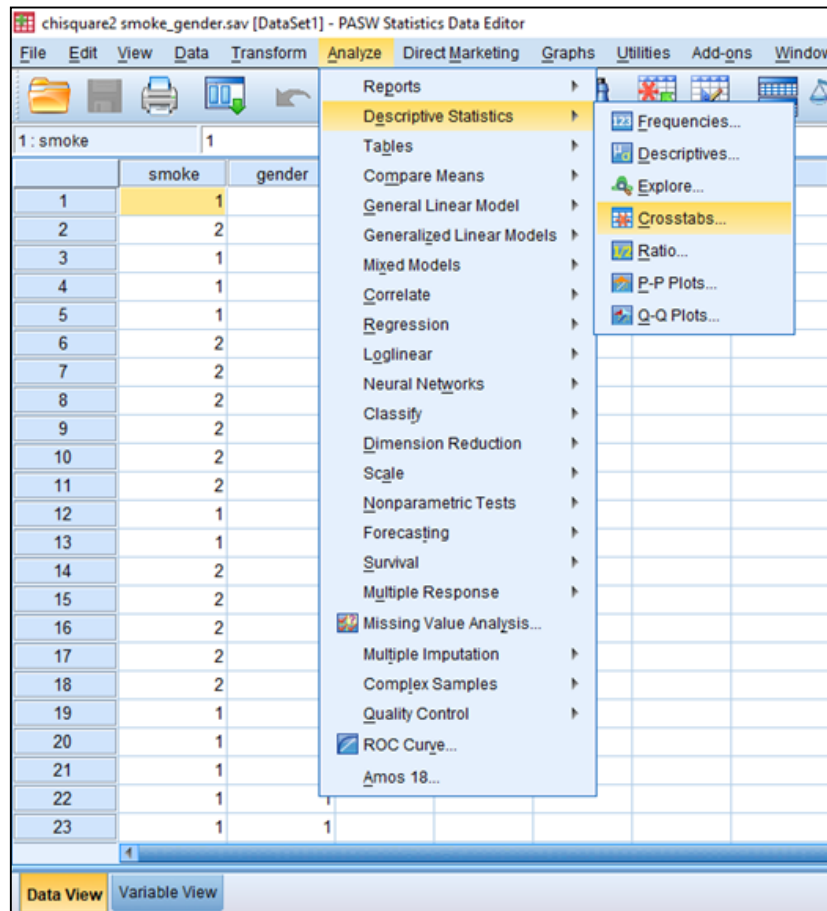 chisquare2 smoke_gender.sav [DataSet1] - PASW Statistics Data Editor
File Edit View Data Transform Analyze Direct Marketing Graphs Utilities Add-ons Window
1 : smoke 1
smoke gender
1 1
2 2
3 1
4 1
5 1
6 2
7 2
8 2
9 2
10 2
11 2
12 1
13 1
14 2
15 2
16 2
17 2
18 2
19 1
20 1
21 1
22 1 1
23 1 1
Reports
Descriptive Statistics
Tables
Compare Means
General Linear Model
Generalized Linear Models
Mixed Models
Correlate
Regression
Loglinear
Neural Networks
Classify
Dimension Reduction
Scale
Nonparametric Tests
Forecasting
Survival
Multiple Response
Missing Value Analysis...
Multiple Imputation
Complex Samples
Quality Control
ROC Curve...
Amos 18...
123 Frequencies...
Descriptives...
Explore...
Crosstabs...
1/2 Ratio...
P-P Plots...
Q-Q Plots...
Data View Variable View